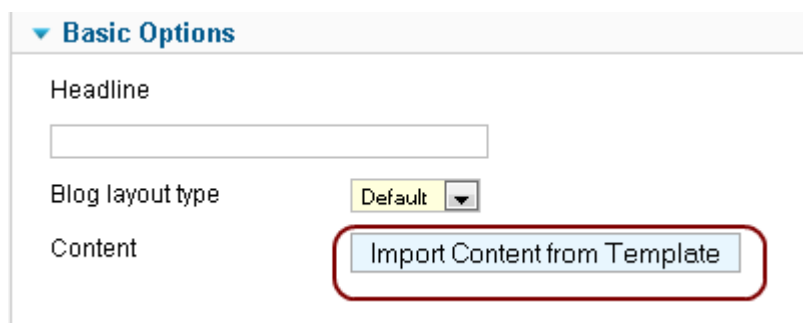 Basic Options
Headline
Blog layout type Default
Content Import Content from Template